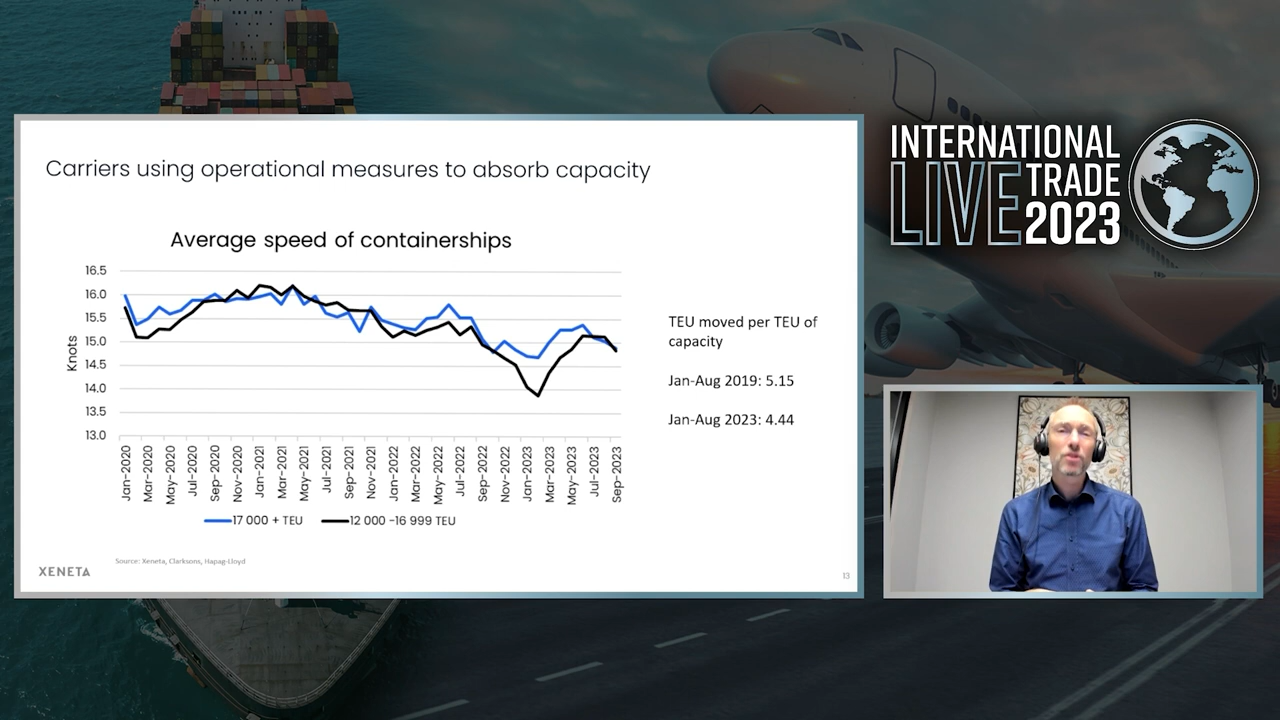 Carriers using operational measures to absorb capacity
Average speed of containerships
16.5
16.0
15.5
15.0
14.5
14.0
13.5
13.0
Knots
Jan-2020
Mar-2020
May-2020
Jul-2020
Sep-2020
Nov-2020
Jan-2021
Mar-2021
May-2021
Jul-2021
Sep-2021
Nov-2021
Jan-2022
Mar-2022
May-2022
Jul-2022
Sep-2022
Nov-2022
Jan-2023
Mar-2023
May-2023
Jul-2023
Sep-2023
17 000 + TEU
12 000 -16 999 TEU
TEU moved per TEU of
capacity
Jan-Aug 2019: 5.15
Jan-Aug 2023: 4.44
Source: Xeneta, Clarksons, Hapag-Lloyd
XENETA
13
INTERNATIONAL
LIVE TRADE
2023